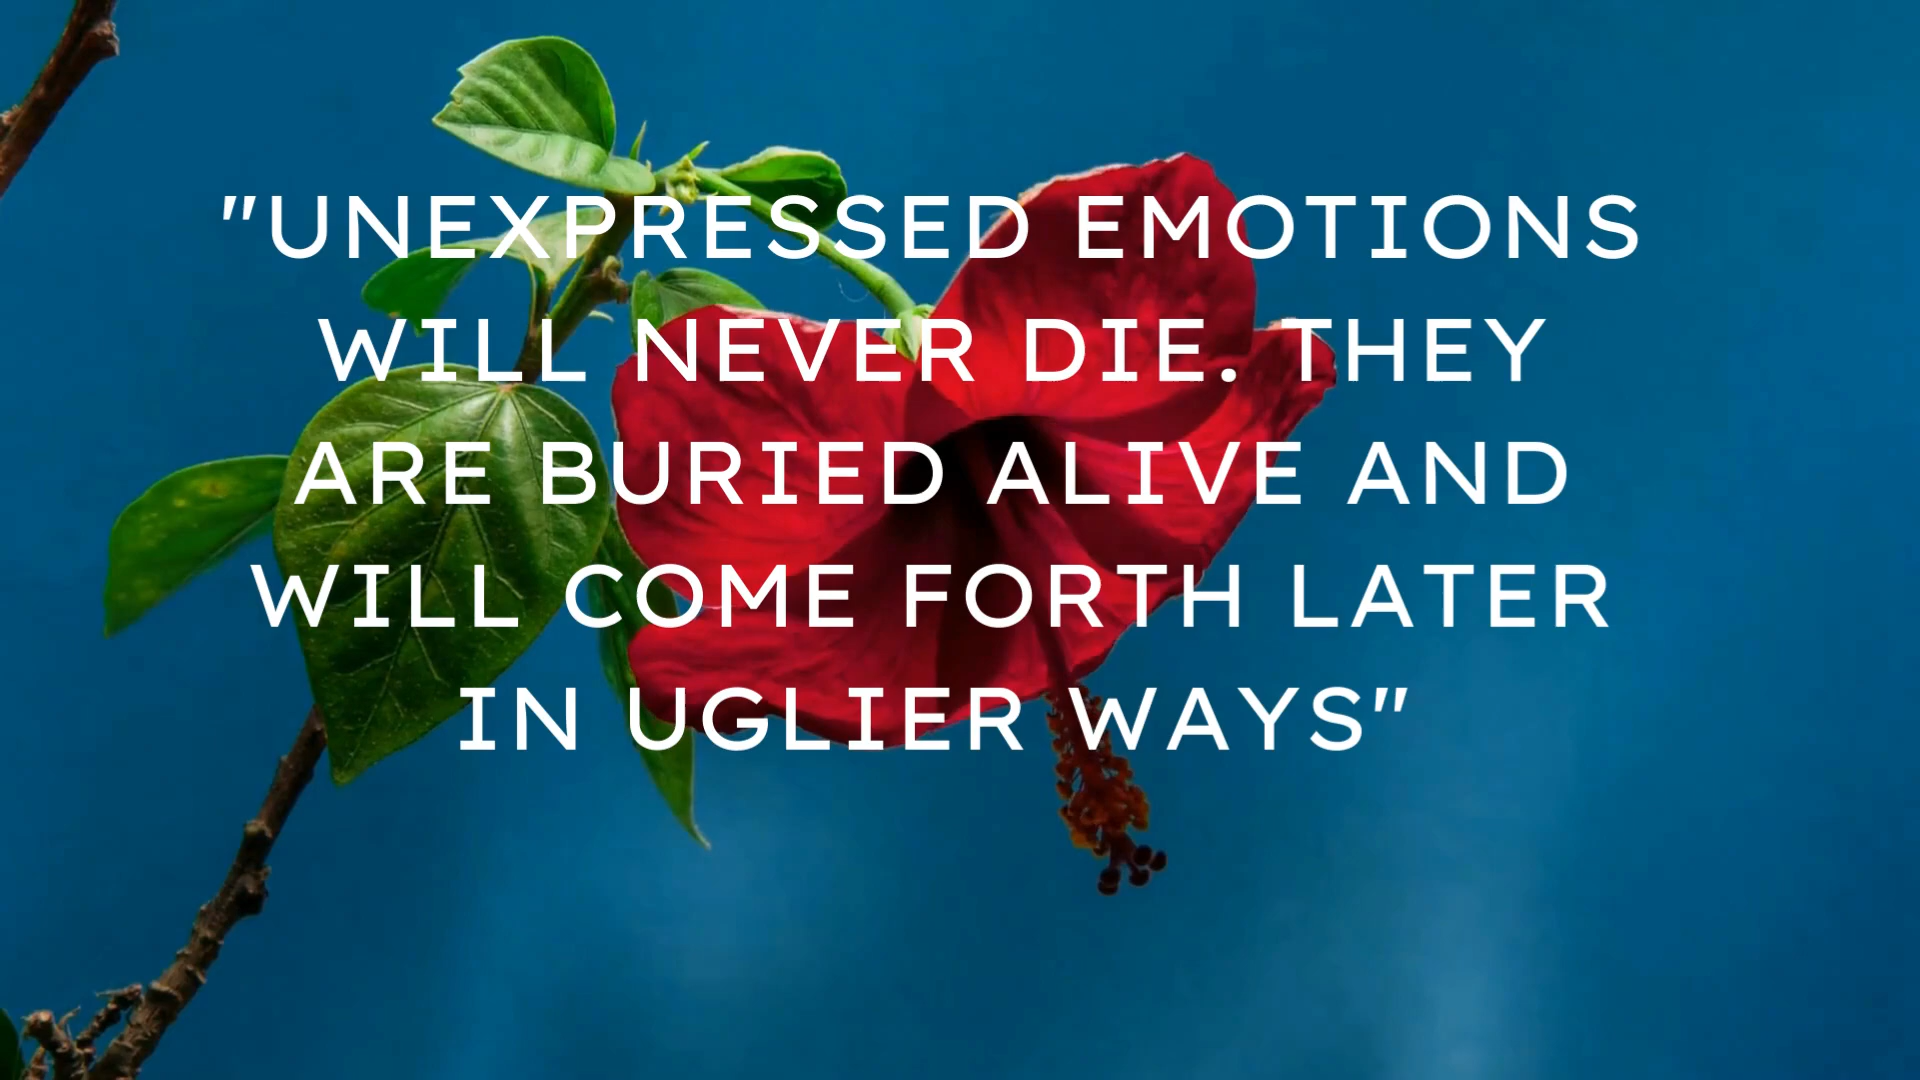 "UNEXPRESSED EMOTIONS
WILL NEVER DIE. THEY
ARE BURIED ALIVE AND
WILL COME FORTH LATER
IN UGLIER WAYS"